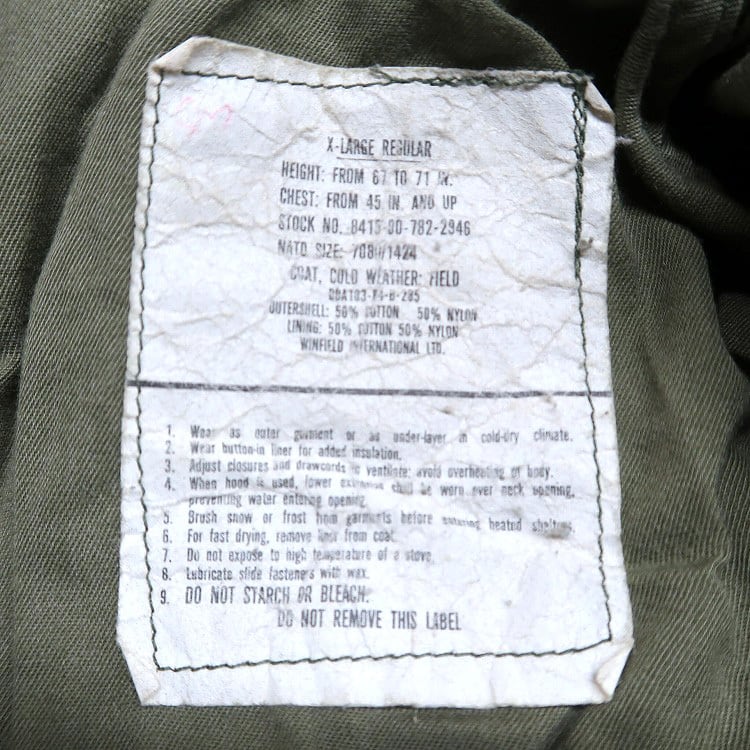 X-LARGE REGULAR
HEIGHT: FROM 67 TO 71 IN.
CHEST: FROM 45 IN. AND UP
STOCK NO. 8415-00-782-2946
NATO SIZE: /1424
COAT, COLD WEATHER: FIELD
OUTERSHELL: 50% COTTON 50% NYLON
LINING: 50% COTTON 50% NYLON
WINFIELD INTERNATIONAL LTD.
1. Wear as outer garment or as under-layer in cold-dry climate.
2. Wear button-in liner for added insulation.
3. Adjust closures and drawcords to ventilate; avoid overheating of body.
4. When hood is used, lower extension shall be worn over neck opening,
preventing water entering opening.
5. Brush snow or frost from garments before entering heated shelters.
6. For fast drying, remove liner from coat.
7. Do not expose to high temperature of a stove.
8. Lubricate slide fasteners with wax.
9. DO NOT STARCH OR BLEACH.
DO NOT REMOVE THIS LABEL